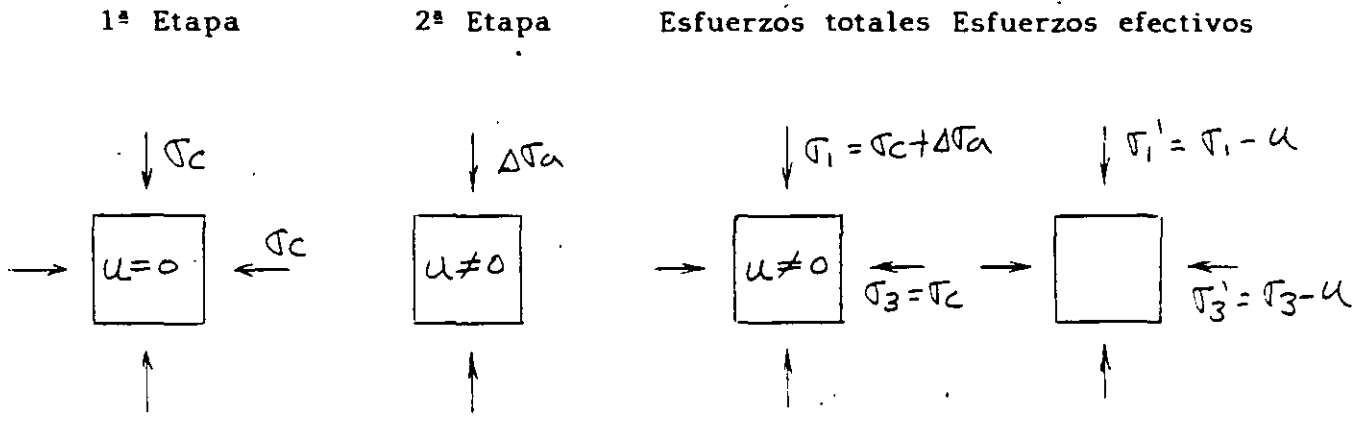 1ª Etapa 2ª Etapa Esfuerzos totales Esfuerzos efectivos
σc Δσa σ1 = σc+Δσa σ1' = σ1 - u
u=0 σc u≠0 u≠0 σ3=σc σ3'= σ3-u